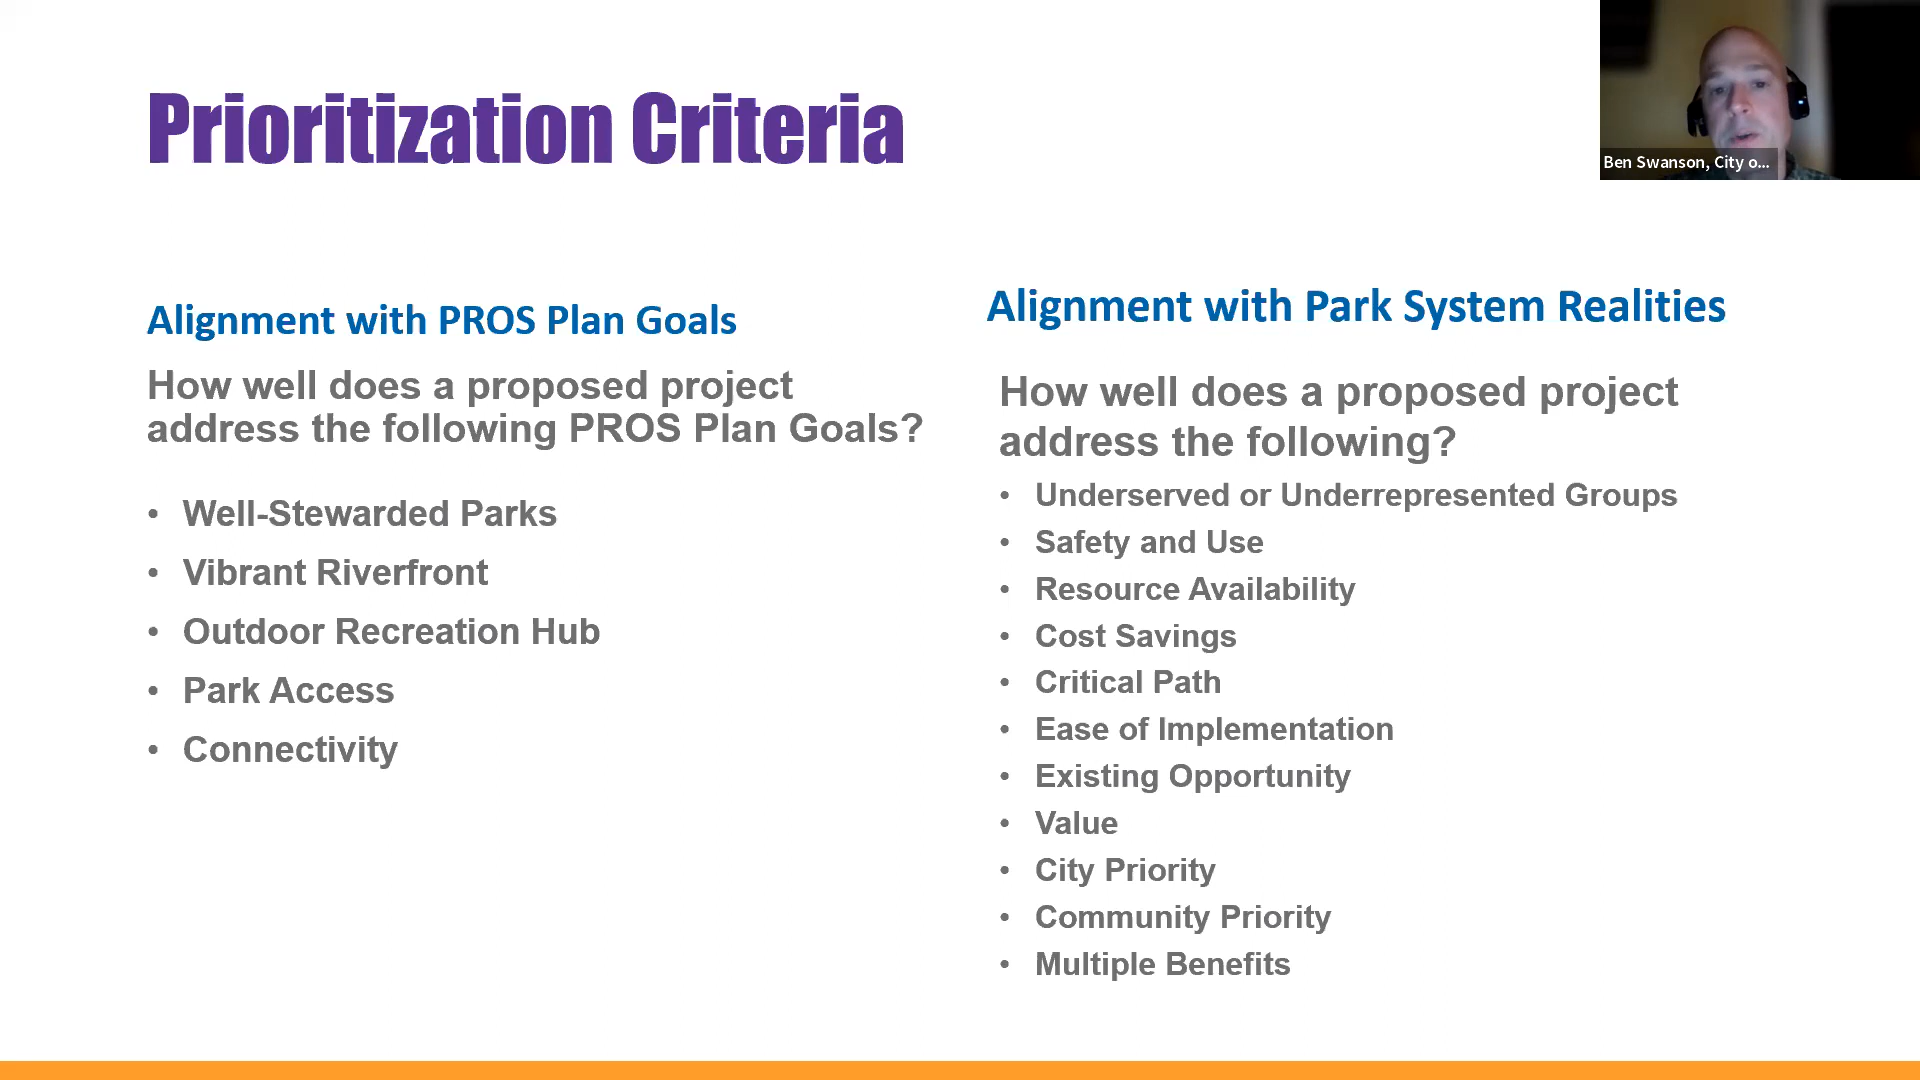 Prioritization Criteria
Ben Swanson, City o...
Alignment with PROS Plan Goals
How well does a proposed project
address the following PROS Plan Goals?
• Well-Stewarded Parks
• Vibrant Riverfront
• Outdoor Recreation Hub
• Park Access
• Connectivity
Alignment with Park System Realities
How well does a proposed project
address the following?
• Underserved or Underrepresented Groups
• Safety and Use
• Resource Availability
• Cost Savings
• Critical Path
• Ease of Implementation
• Existing Opportunity
• Value
• City Priority
• Community Priority
• Multiple Benefits